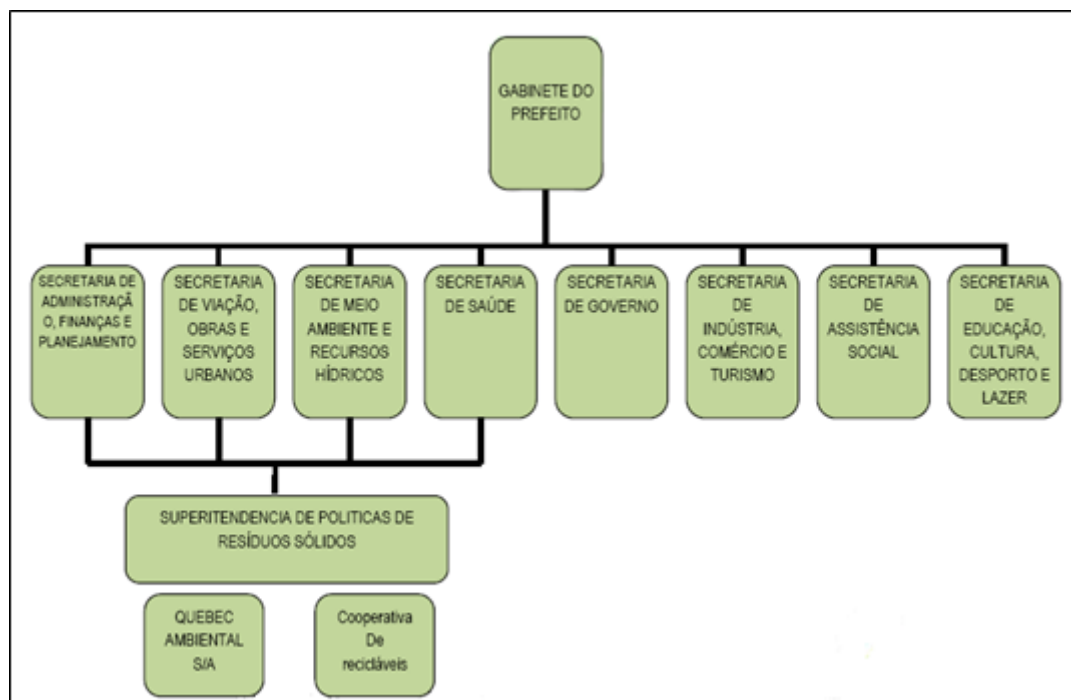 GABINETE DO
PREFEITO
SECRETARIA DE
ADMINISTRAÇÃ
O, FINANÇAS E
PLANEJAMENTO
SECRETARIA
DE VIAÇÃO,
OBRAS E
SERVIÇOS
URBANOS
SECRETARIA
DE MEIO
AMBIENTE E
RECURSOS
HÍDRICOS
SECRETARIA
DE SAÚDE
SECRETARIA
DE GOVERNO
SECRETARIA
DE
INDÚSTRIA,
COMÉRCIO E
TURISMO
SECRETARIA
DE
ASSISTÊNCIA
SOCIAL
SECRETARIA
DE
EDUCAÇÃO,
CULTURA,
DESPORTO E
LAZER
SUPERITENDENCIA DE POLITICAS DE
RESÍDUOS SÓLIDOS
QUEBEC
AMBIENTAL
S/A
Cooperativa
De
recicláveis